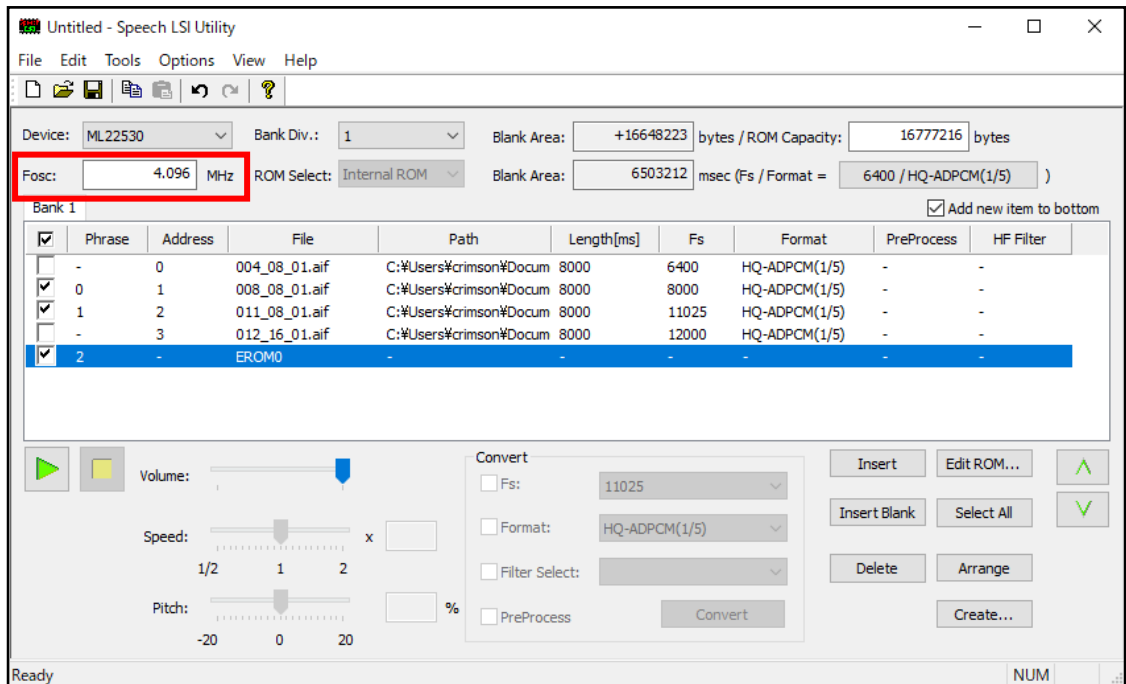 Untitled - Speech LSI Utility
File Edit Tools Options View Help
Device: ML22530 Bank Div.: 1 Blank Area: +16648223 bytes / ROM Capacity: 16777216 bytes
Fosc: 4.096 MHz ROM Select: Internal ROM Blank Area: 6503212 msec (Fs / Format = 6400 / HQ-ADPCM(1/5) )
Bank 1 Add new item to bottom
Phrase Address File Path Length[ms] Fs Format PreProcess HF Filter
- 0 004_08_01.aif C:¥Users¥crimson¥Docum 8000 6400 HQ-ADPCM(1/5) - -
0 1 008_08_01.aif C:¥Users¥crimson¥Docum 8000 8000 HQ-ADPCM(1/5) - -
1 2 011_08_01.aif C:¥Users¥crimson¥Docum 8000 11025 HQ-ADPCM(1/5) - -
- 3 012_16_01.aif C:¥Users¥crimson¥Docum 8000 12000 HQ-ADPCM(1/5) - -
2 - EROM0 - - - - - -
Volume: Convert Insert Edit ROM...
Fs: 11025
Speed: x Format: HQ-ADPCM(1/5) Insert Blank Select All
1/2 1 2 Filter Select: Delete Arrange
Pitch: % PreProcess Convert Create...
-20 0 20
Ready NUM